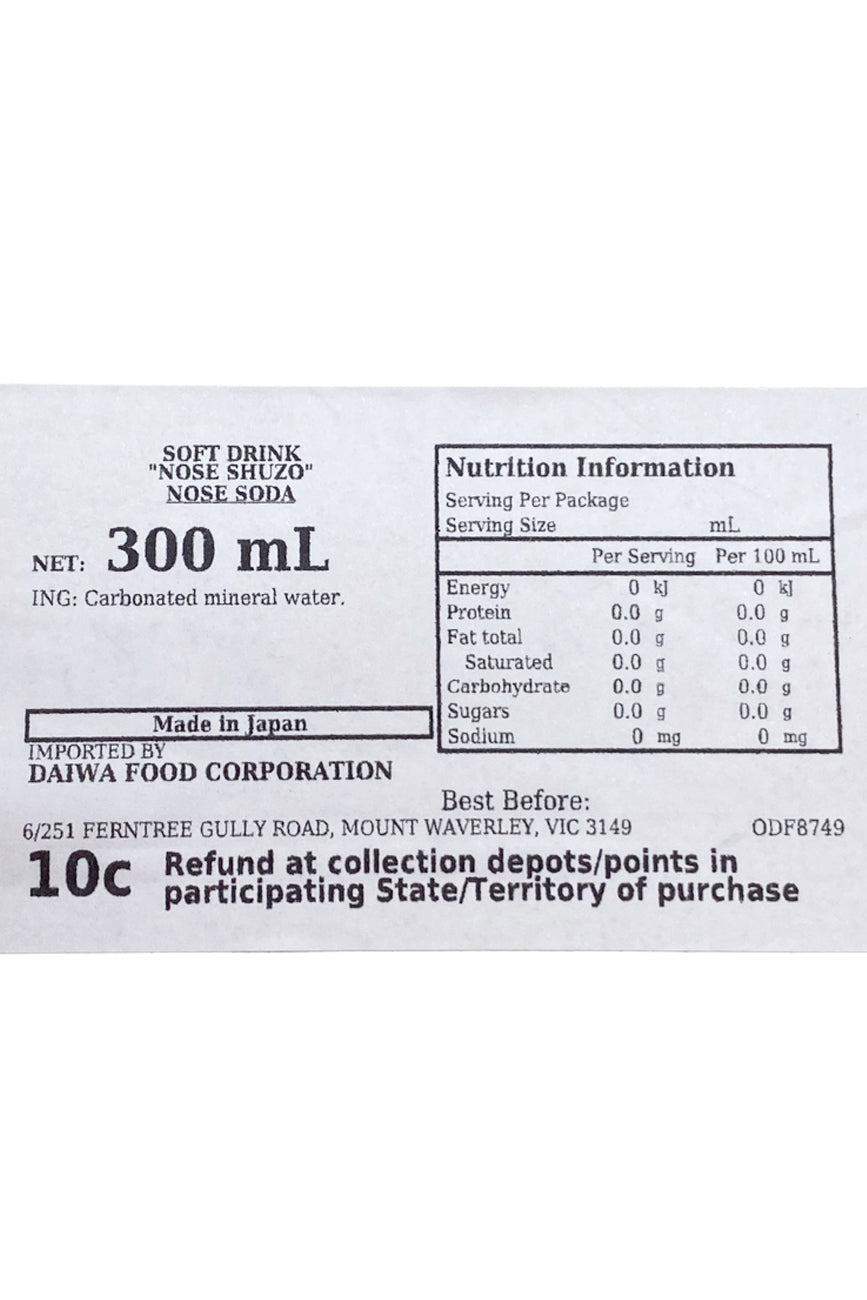 SOFT DRINK
"NOSE SHUZO"
NOSE SODA
NET: 300 mL
ING: Carbonated mineral water.
Made in Japan
IMPORTED BY
DAIWA FOOD CORPORATION
Nutrition Information
Serving Per Package
Serving Size mL
Per Serving Per 100 mL
Energy 0 kJ 0 kJ
Protein 0.0 g 0.0 g
Fat total 0.0 g 0.0 g
Saturated 0.0 g 0.0 g
Carbohydrate 0.0 g 0.0 g
Sugars 0.0 g 0.0 g
Sodium 0 mg 0 mg
Best Before:
6/251 FERNTREE GULLY ROAD, MOUNT WAVERLEY, VIC 3149 ODF8749
10c Refund at collection depots/points in
participating State/Territory of purchase